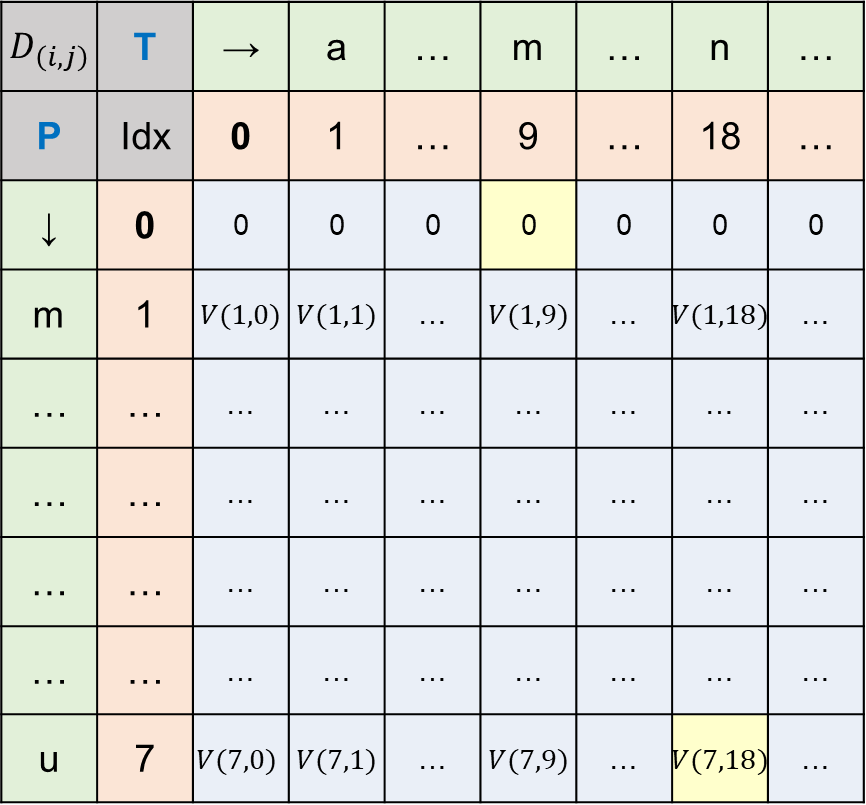 D(i,j) T → a … m … n …
P Idx 0 1 … 9 … 18 …
↓ 0 0 0 0 0 0 0 0
m 1 V(1,0) V(1,1) … V(1,9) … V(1,18) …
… … … … … … … … …
… … … … … … … … …
… … … … … … … … …
… … … … … … … … …
u 7 V(7,0) V(7,1) … V(7,9) … V(7,18) …